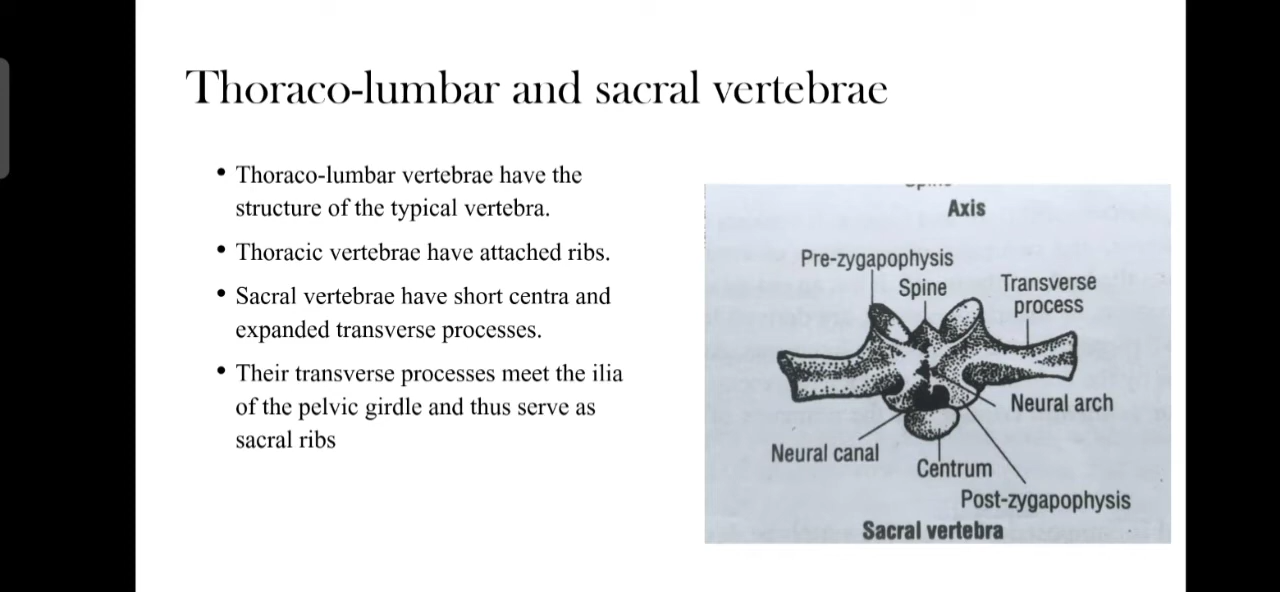 Thoraco-lumbar and sacral vertebrae
• Thoraco-lumbar vertebrae have the
structure of the typical vertebra.
• Thoracic vertebrae have attached ribs.
• Sacral vertebrae have short centra and
expanded transverse processes.
• Their transverse processes meet the ilia
of the pelvic girdle and thus serve as
sacral ribs
Axis
Pre-zygapophysis
Spine
Transverse
process
Neural arch
Neural canal
Centrum
Post-zygapophysis
Sacral vertebra